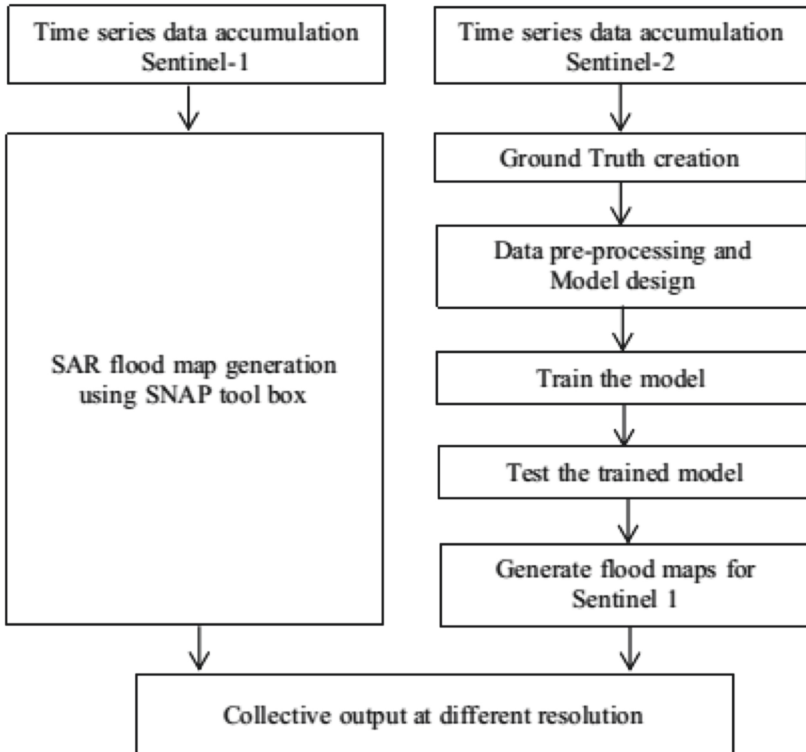 Time series data accumulation
Sentinel-1
SAR flood map generation
using SNAP tool box
Time series data accumulation
Sentinel-2
Ground Truth creation
Data pre-processing and
Model design
Train the model
Test the trained model
Generate flood maps for
Sentinel 1
Collective output at different resolution